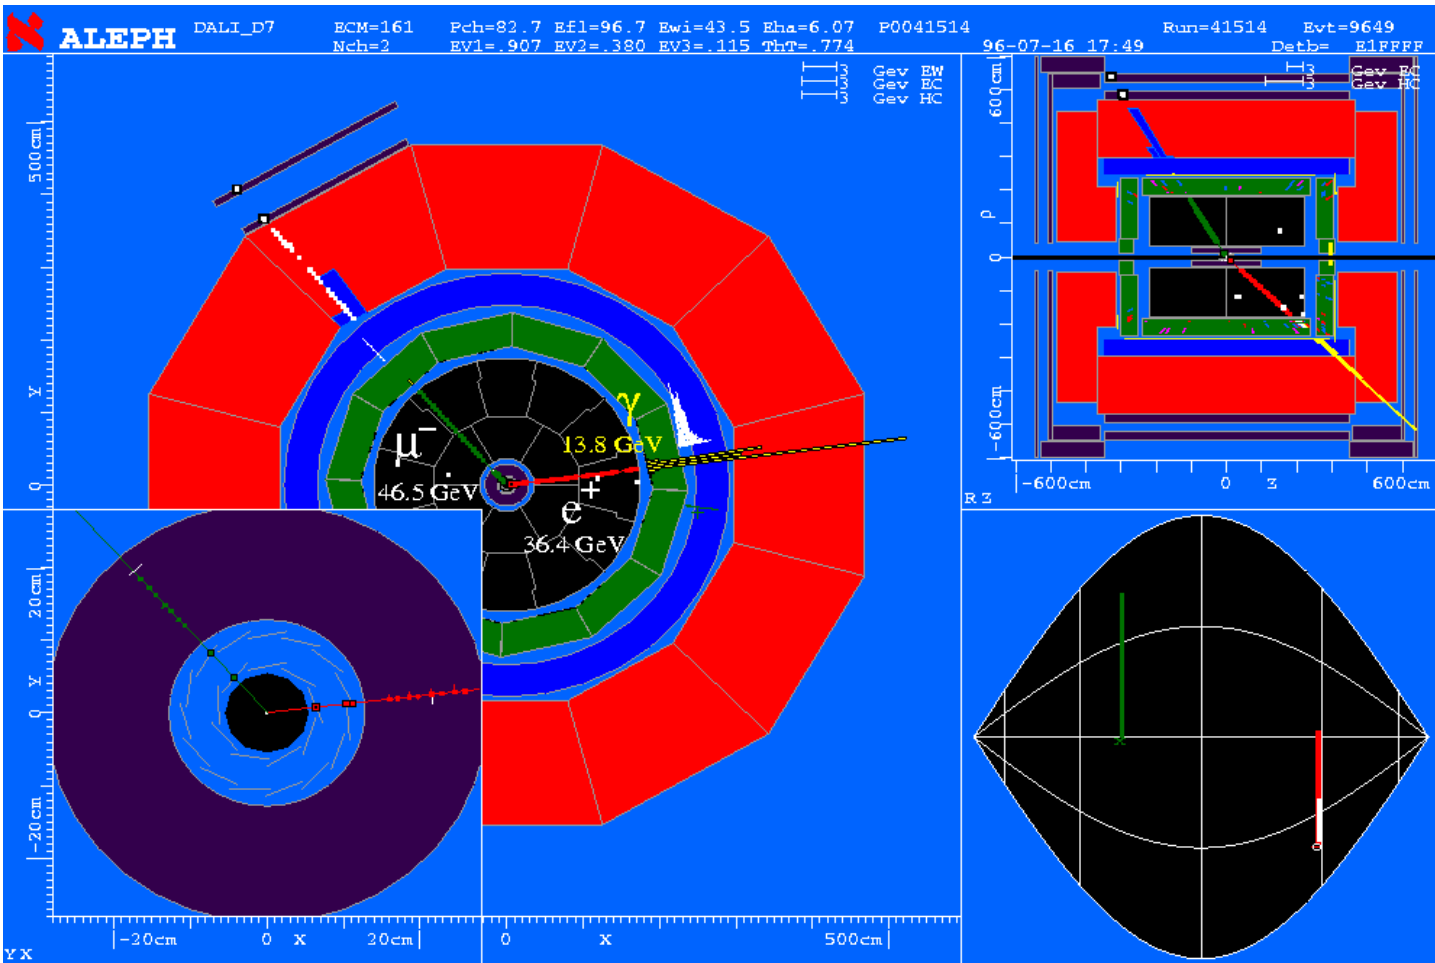 ALEPH DALI_D7 ECM=161 Pch=82.7 Efl=96.7 Ewi=43.5 Eha=6.07 P0041514 Run=41514 Evt=9649
Nch=2 EV1=.907 EV2=.380 EV3=.115 ThT=.774 96-07-16 17:49 Detb= E1FFFF
3 Gev EW
3 Gev EC
3 Gev HC
3 Gev EC
3 Gev HC
500cm
Y
0
γ
13.8 GeV
μ−
46.5 GeV
e+
36.4 GeV
600cm
ρ
0
-600cm
RZ
-600cm 0 Z 600cm
20cm
Y
0
-20cm
-20cm 0 X 20cm
0 X 500cm
YX